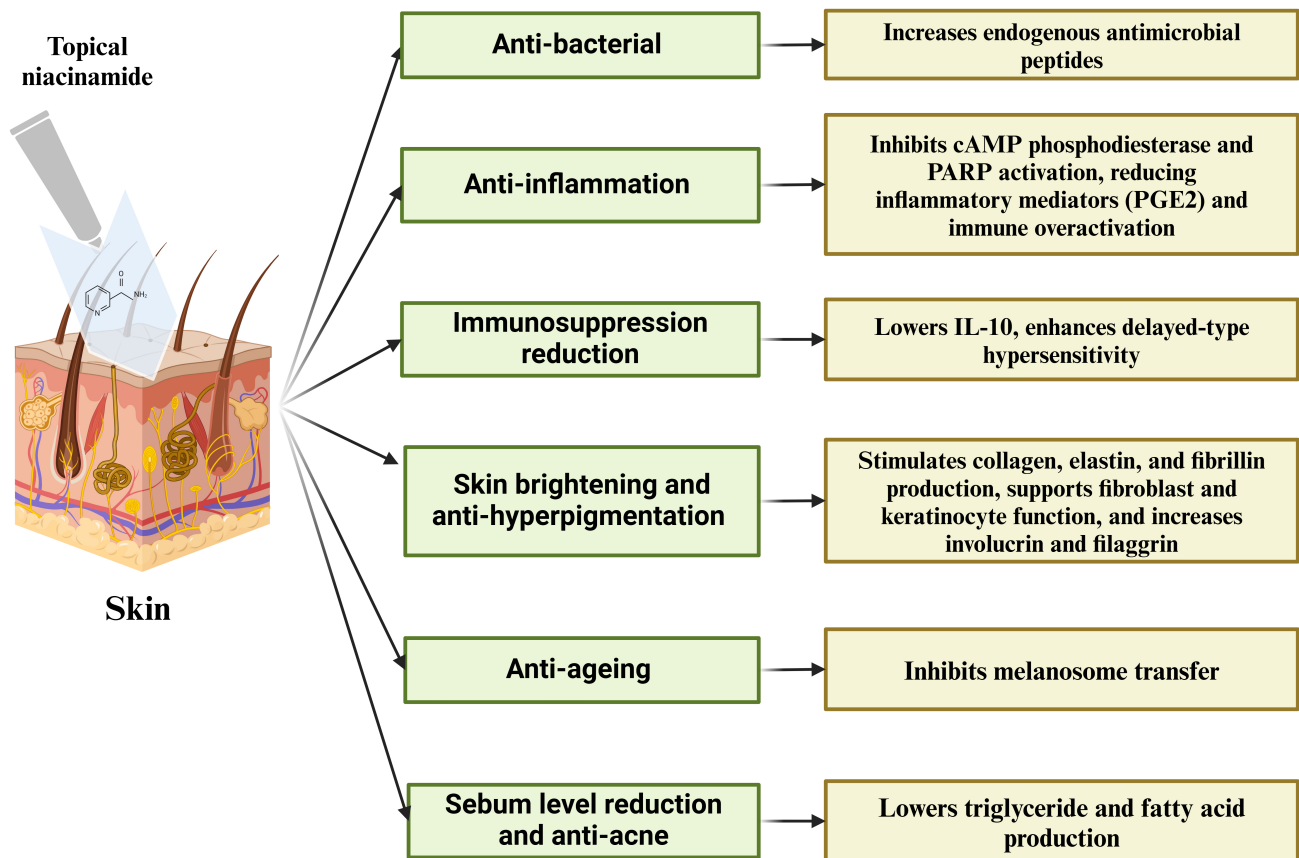 Topical
niacinamide
O
N
NH₂
Skin
Anti-bacterial
Increases endogenous antimicrobial
peptides
Anti-inflammation
Inhibits cAMP phosphodiesterase and
PARP activation, reducing
inflammatory mediators (PGE2) and
immune overactivation
Immunosuppression
reduction
Lowers IL-10, enhances delayed-type
hypersensitivity
Skin brightening and
anti-hyperpigmentation
Stimulates collagen, elastin, and fibrillin
production, supports fibroblast and
keratinocyte function, and increases
involucrin and filaggrin
Anti-ageing
Inhibits melanosome transfer
Sebum level reduction
and anti-acne
Lowers triglyceride and fatty acid
production